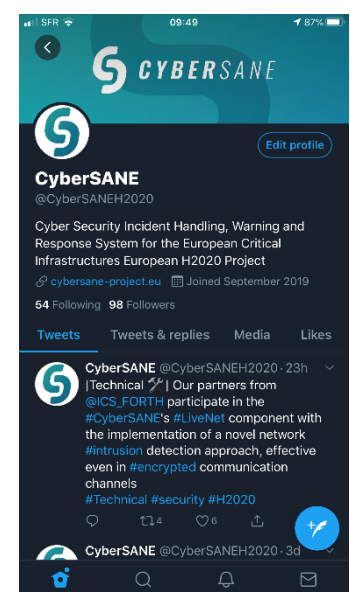 SFR 09:49 87%
CYBERSANE
Edit profile
CyberSANE
@CyberSANEH2020
Cyber Security Incident Handling, Warning and
Response System for the European Critical
Infrastructures European H2020 Project
cybersane-project.eu Joined September 2019
54 Following 98 Followers
Tweets Tweets & replies Media Likes
CyberSANE @CyberSANEH2020 · 23h
|Technical 🛠 | Our partners from
@ICS_FORTH participate in the
#CyberSANE's #LiveNet component with
the implementation of a novel network
#intrusion detection approach, effective
even in #encrypted communication
channels
#Technical #security #H2020
4 6
CyberSANE @CyberSANEH2020 · 3d